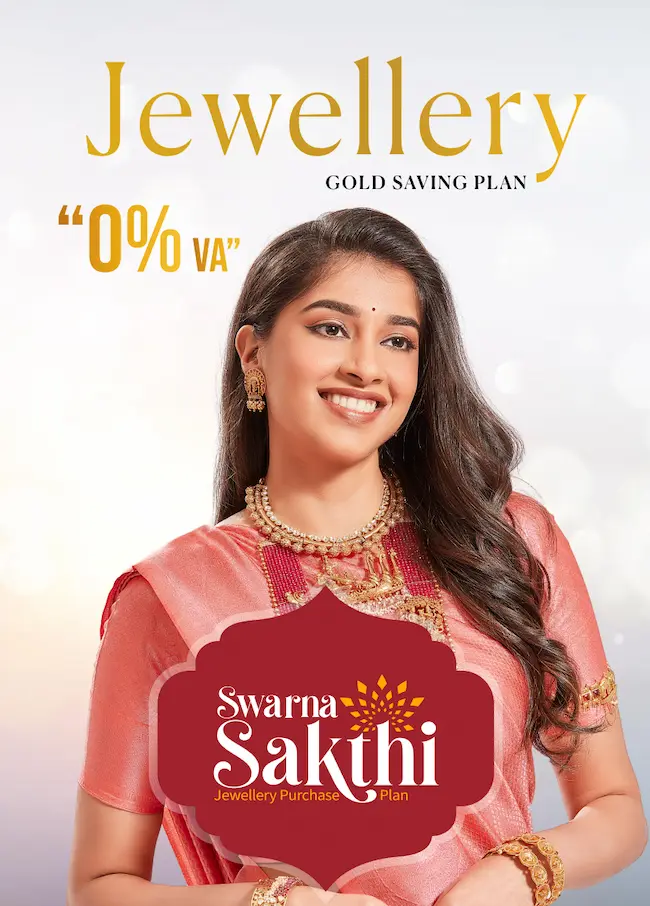 Jewellery
GOLD SAVING PLAN
“0% VA”
Swarna
Sakthi
Jewellery Purchase Plan